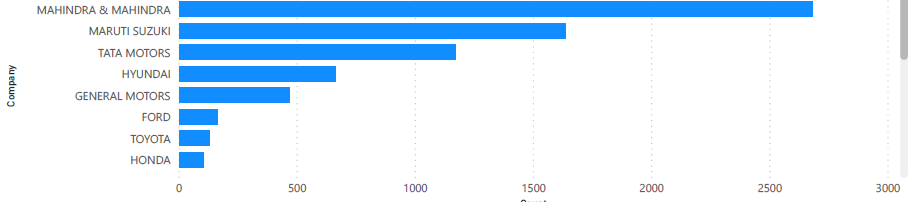 MAHINDRA & MAHINDRA
MARUTI SUZUKI
TATA MOTORS
HYUNDAI
GENERAL MOTORS
FORD
TOYOTA
HONDA
Company
0 500 1000 1500 2000 2500 3000